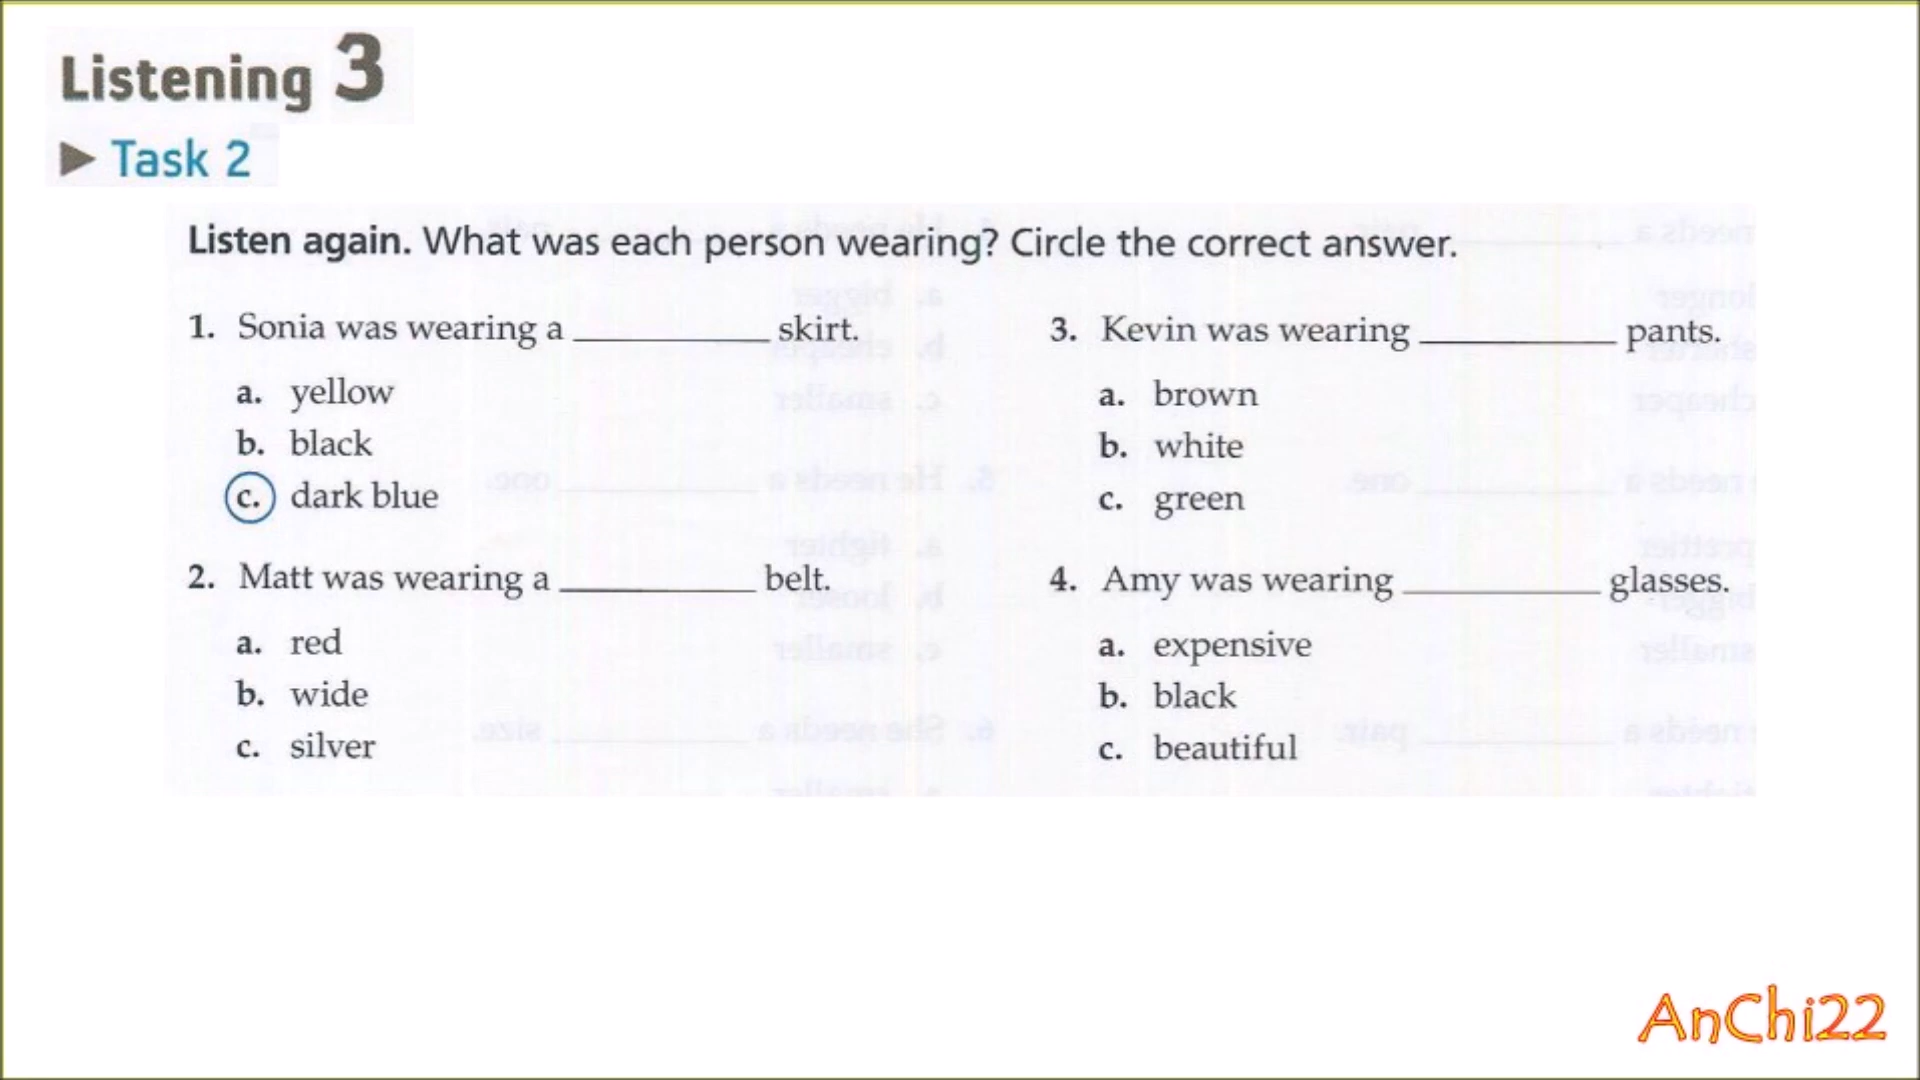 Listening 3
▶ Task 2
Listen again. What was each person wearing? Circle the correct answer.
1. Sonia was wearing a __________ skirt.
a. yellow
b. black
c. dark blue
2. Matt was wearing a __________ belt.
a. red
b. wide
c. silver
3. Kevin was wearing __________ pants.
a. brown
b. white
c. green
4. Amy was wearing __________ glasses.
a. expensive
b. black
c. beautiful
AnChi22